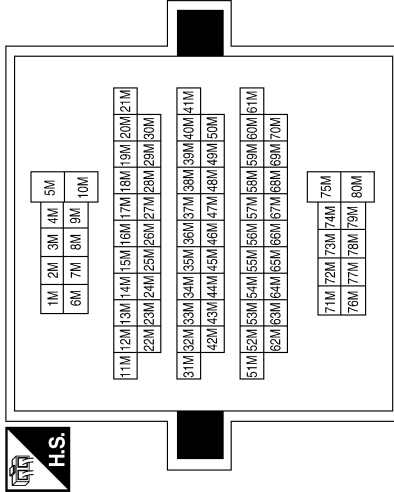 5M 10M
4M 9M
3M 8M
2M 7M
1M 6M
11M 12M 13M 14M 15M 16M 17M 18M 19M 20M 21M
22M 23M 24M 25M 26M 27M 28M 29M 30M
31M 32M 33M 34M 35M 36M 37M 38M 39M 40M 41M
42M 43M 44M 45M 46M 47M 48M 49M 50M
51M 52M 53M 54M 55M 56M 57M 58M 59M 60M 61M
62M 63M 64M 65M 66M 67M 68M 69M 70M
71M 72M 73M 74M 75M
76M 77M 78M 79M 80M
H.S.